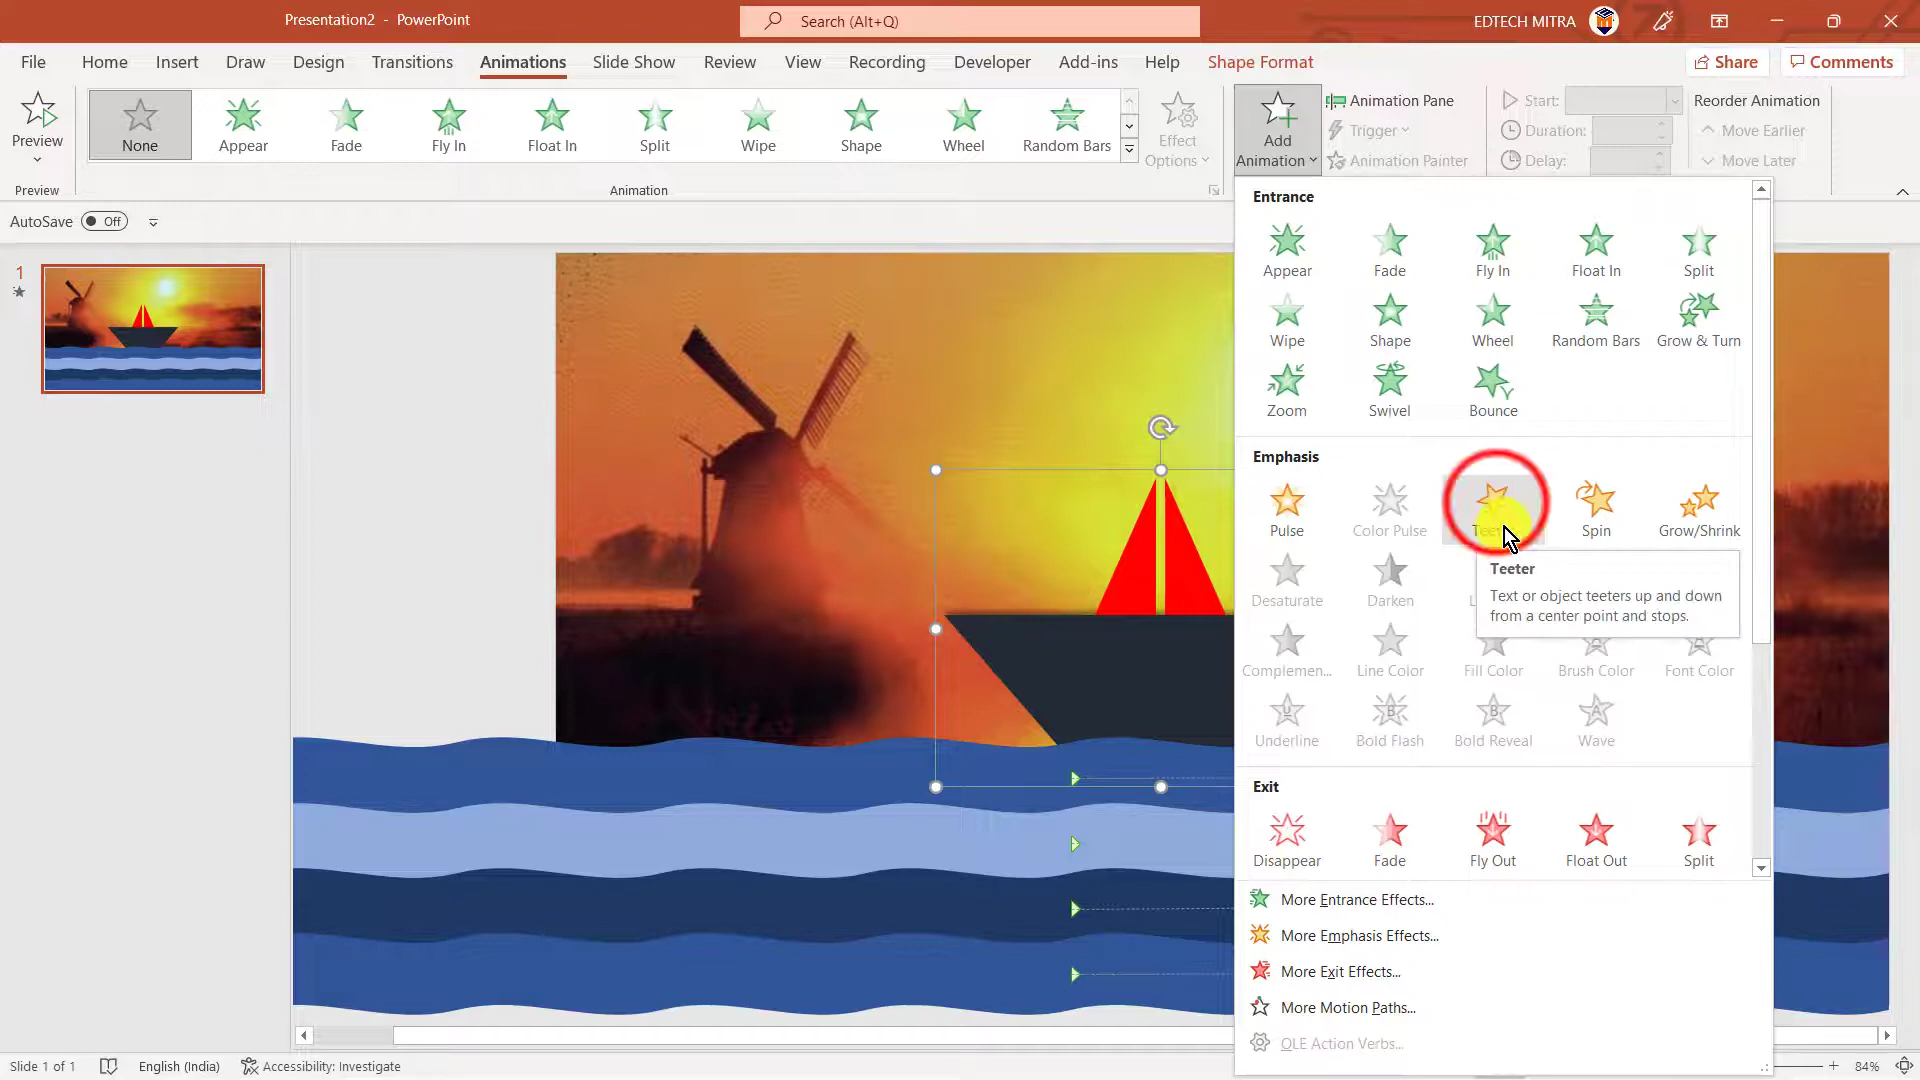 Presentation2 - PowerPoint
Search (Alt+Q)
EDTECH MITRA
File Home Insert Draw Design Transitions Animations Slide Show Review View Recording Developer Add-ins Help Shape Format
Share Comments
Preview
Preview
None Appear Fade Fly In Float In Split Wipe Shape Wheel Random Bars
Animation
Effect
Options
Add
Animation
Animation Pane
Trigger
Animation Painter
Start:
Duration:
Delay:
Reorder Animation
Move Earlier
Move Later
AutoSave Off
1
Entrance
Appear Fade Fly In Float In Split
Wipe Shape Wheel Random Bars Grow & Turn
Zoom Swivel Bounce
Emphasis
Pulse Color Pulse Teeter Spin Grow/Shrink
Teeter
Text or object teeters up and down
from a center point and stops.
Desaturate Darken
Complemen... Line Color Fill Color Brush Color Font Color
Underline Bold Flash Bold Reveal Wave
Exit
Disappear Fade Fly Out Float Out Split
More Entrance Effects...
More Emphasis Effects...
More Exit Effects...
More Motion Paths...
OLE Action Verbs...
Slide 1 of 1 English (India) Accessibility: Investigate 84%